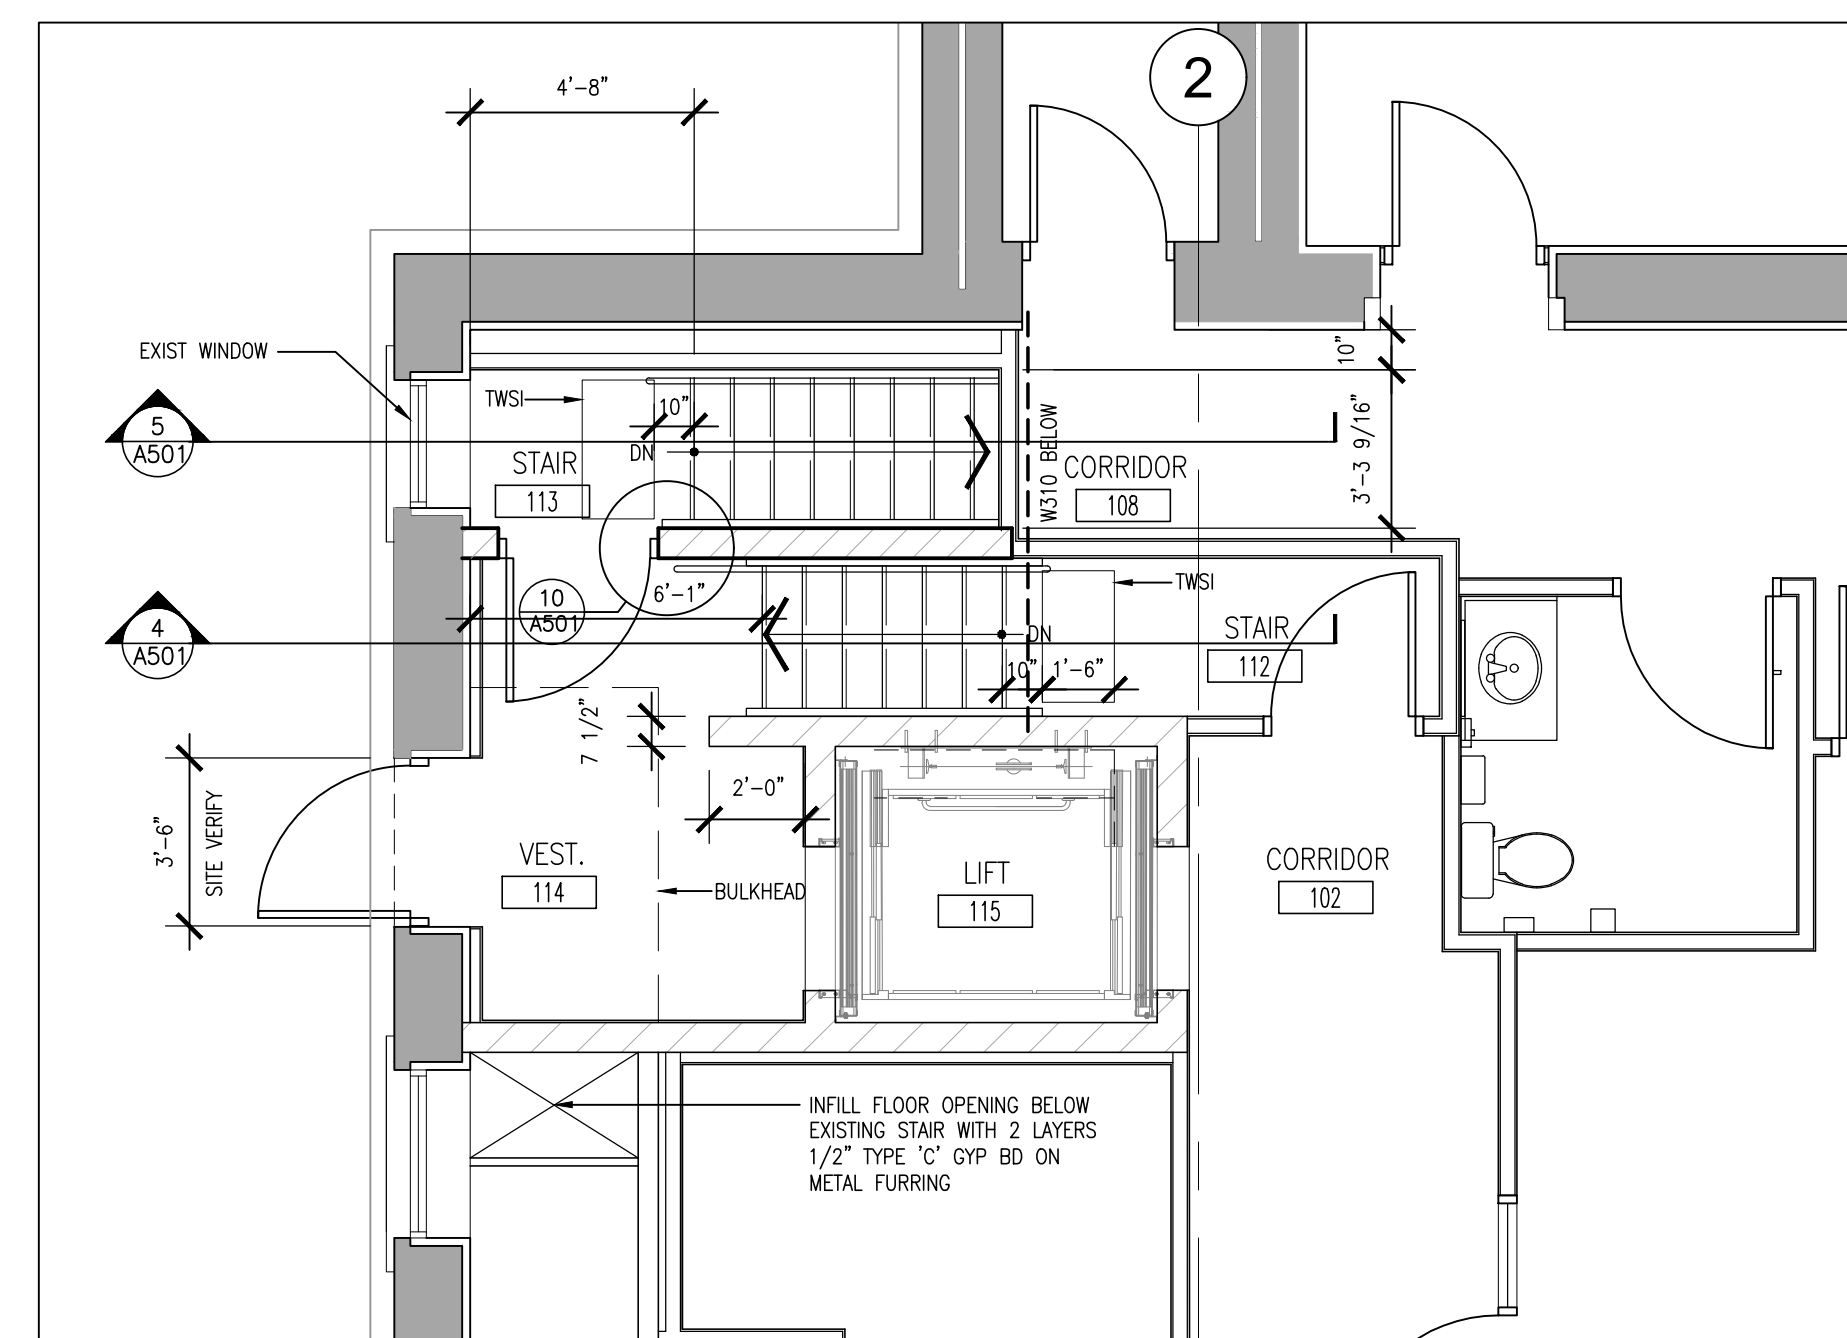 2
4'-8"
EXIST WINDOW
10"
TWSI
10"
5
A501
DN
STAIR
113
W310 BELOW
CORRIDOR
108
3'-3 9/16"
10
A501
6'-1"
TWSI
4
A501
DN
STAIR
112
10"
1'-6"
7 1/2"
2'-0"
3'-6"
SITE VERIFY
VEST.
114
BULKHEAD
LIFT
115
CORRIDOR
102
INFILL FLOOR OPENING BELOW
EXISTING STAIR WITH 2 LAYERS
1/2" TYPE 'C' GYP BD ON
METAL FURRING